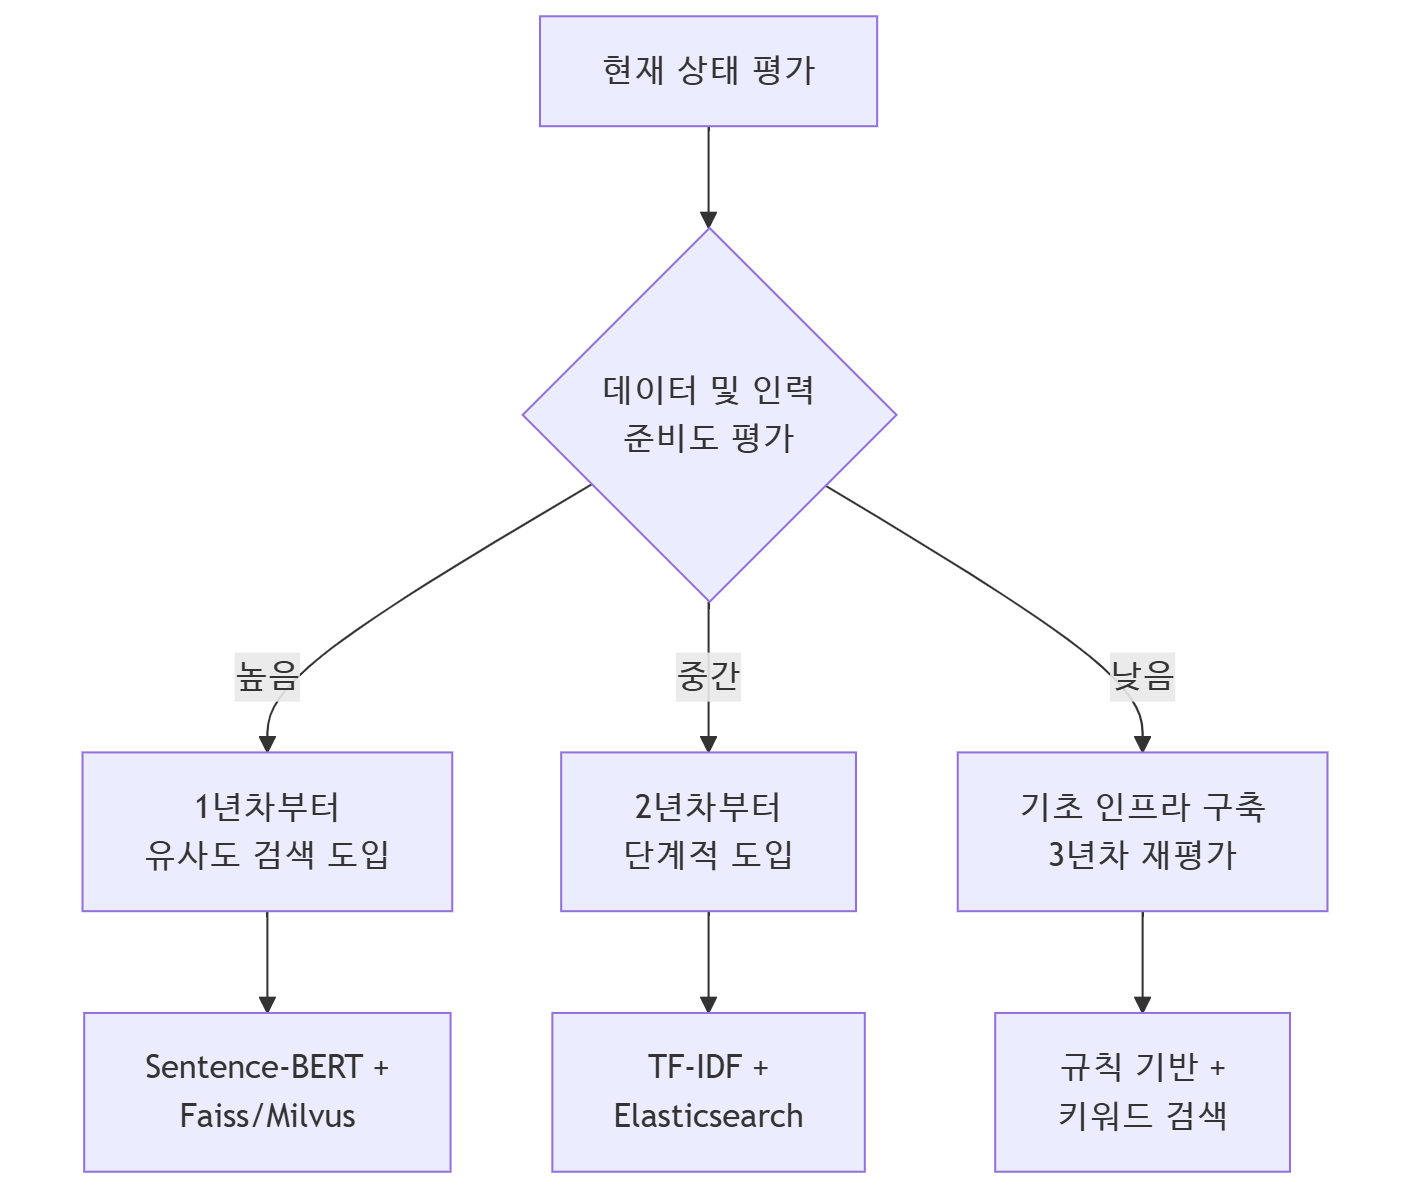 현재 상태 평가
데이터 및 인력
준비도 평가
높음
중간
낮음
1년차부터
유사도 검색 도입
2년차부터
단계적 도입
기초 인프라 구축
3년차 재평가
Sentence-BERT +
Faiss/Milvus
TF-IDF +
Elasticsearch
규칙 기반 +
키워드 검색